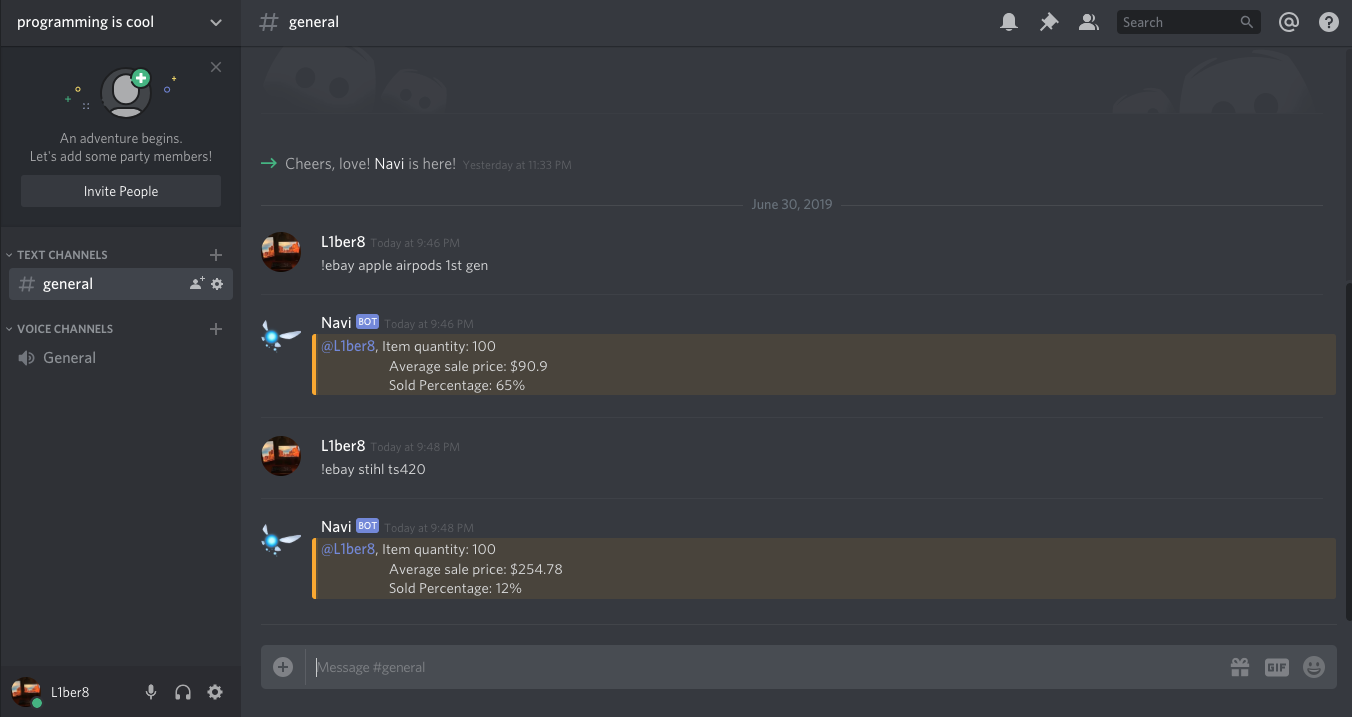 programming is cool
# general
Search
An adventure begins.
Let's add some party members!
Invite People
TEXT CHANNELS
# general
VOICE CHANNELS
General
L1ber8
Cheers, love! Navi is here! Yesterday at 11:33 PM
June 30, 2019
L1ber8 Today at 9:46 PM
!ebay apple airpods 1st gen
Navi BOT Today at 9:46 PM
@L1ber8, Item quantity: 100
Average sale price: $90.9
Sold Percentage: 65%
L1ber8 Today at 9:48 PM
!ebay stihl ts420
Navi BOT Today at 9:48 PM
@L1ber8, Item quantity: 100
Average sale price: $254.78
Sold Percentage: 12%
Message #general
GIF